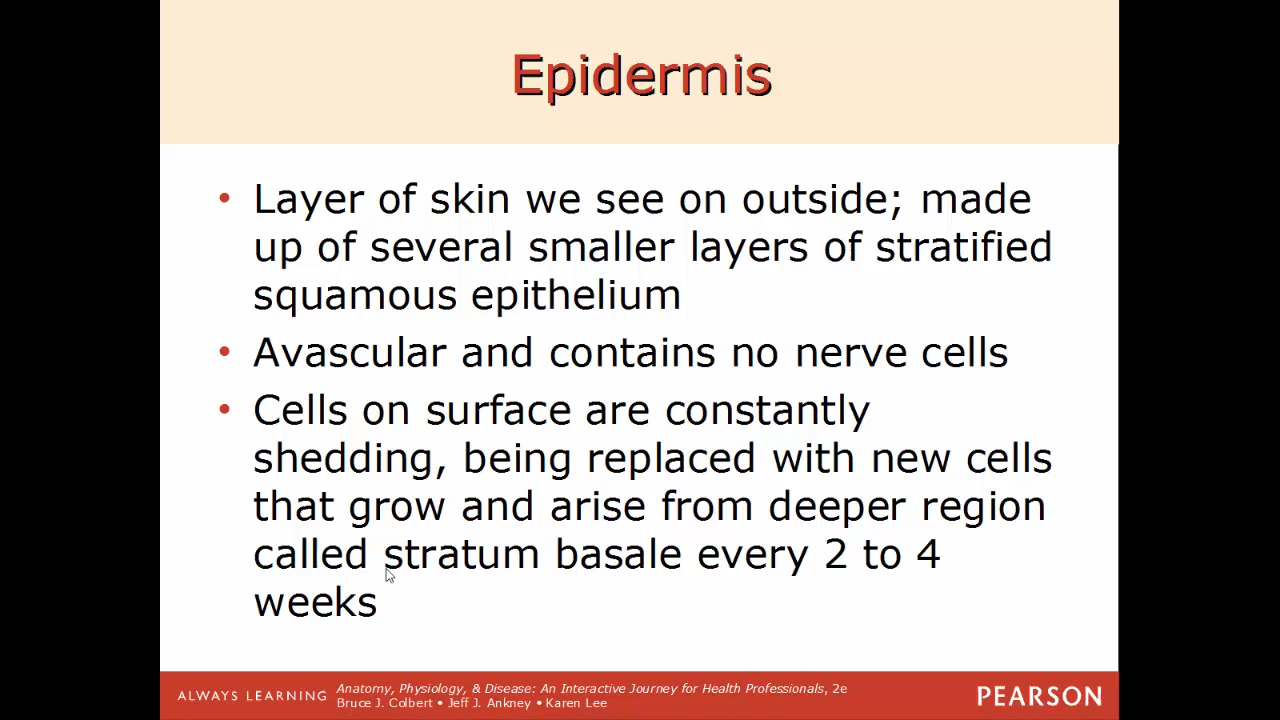 Epidermis
• Layer of skin we see on outside; made
up of several smaller layers of stratified
squamous epithelium
• Avascular and contains no nerve cells
• Cells on surface are constantly
shedding, being replaced with new cells
that grow and arise from deeper region
called stratum basale every 2 to 4
weeks
ALWAYS LEARNING
Anatomy, Physiology, & Disease: An Interactive Journey for Health Professionals, 2e
Bruce J. Colbert • Jeff J. Ankney • Karen Lee
PEARSON